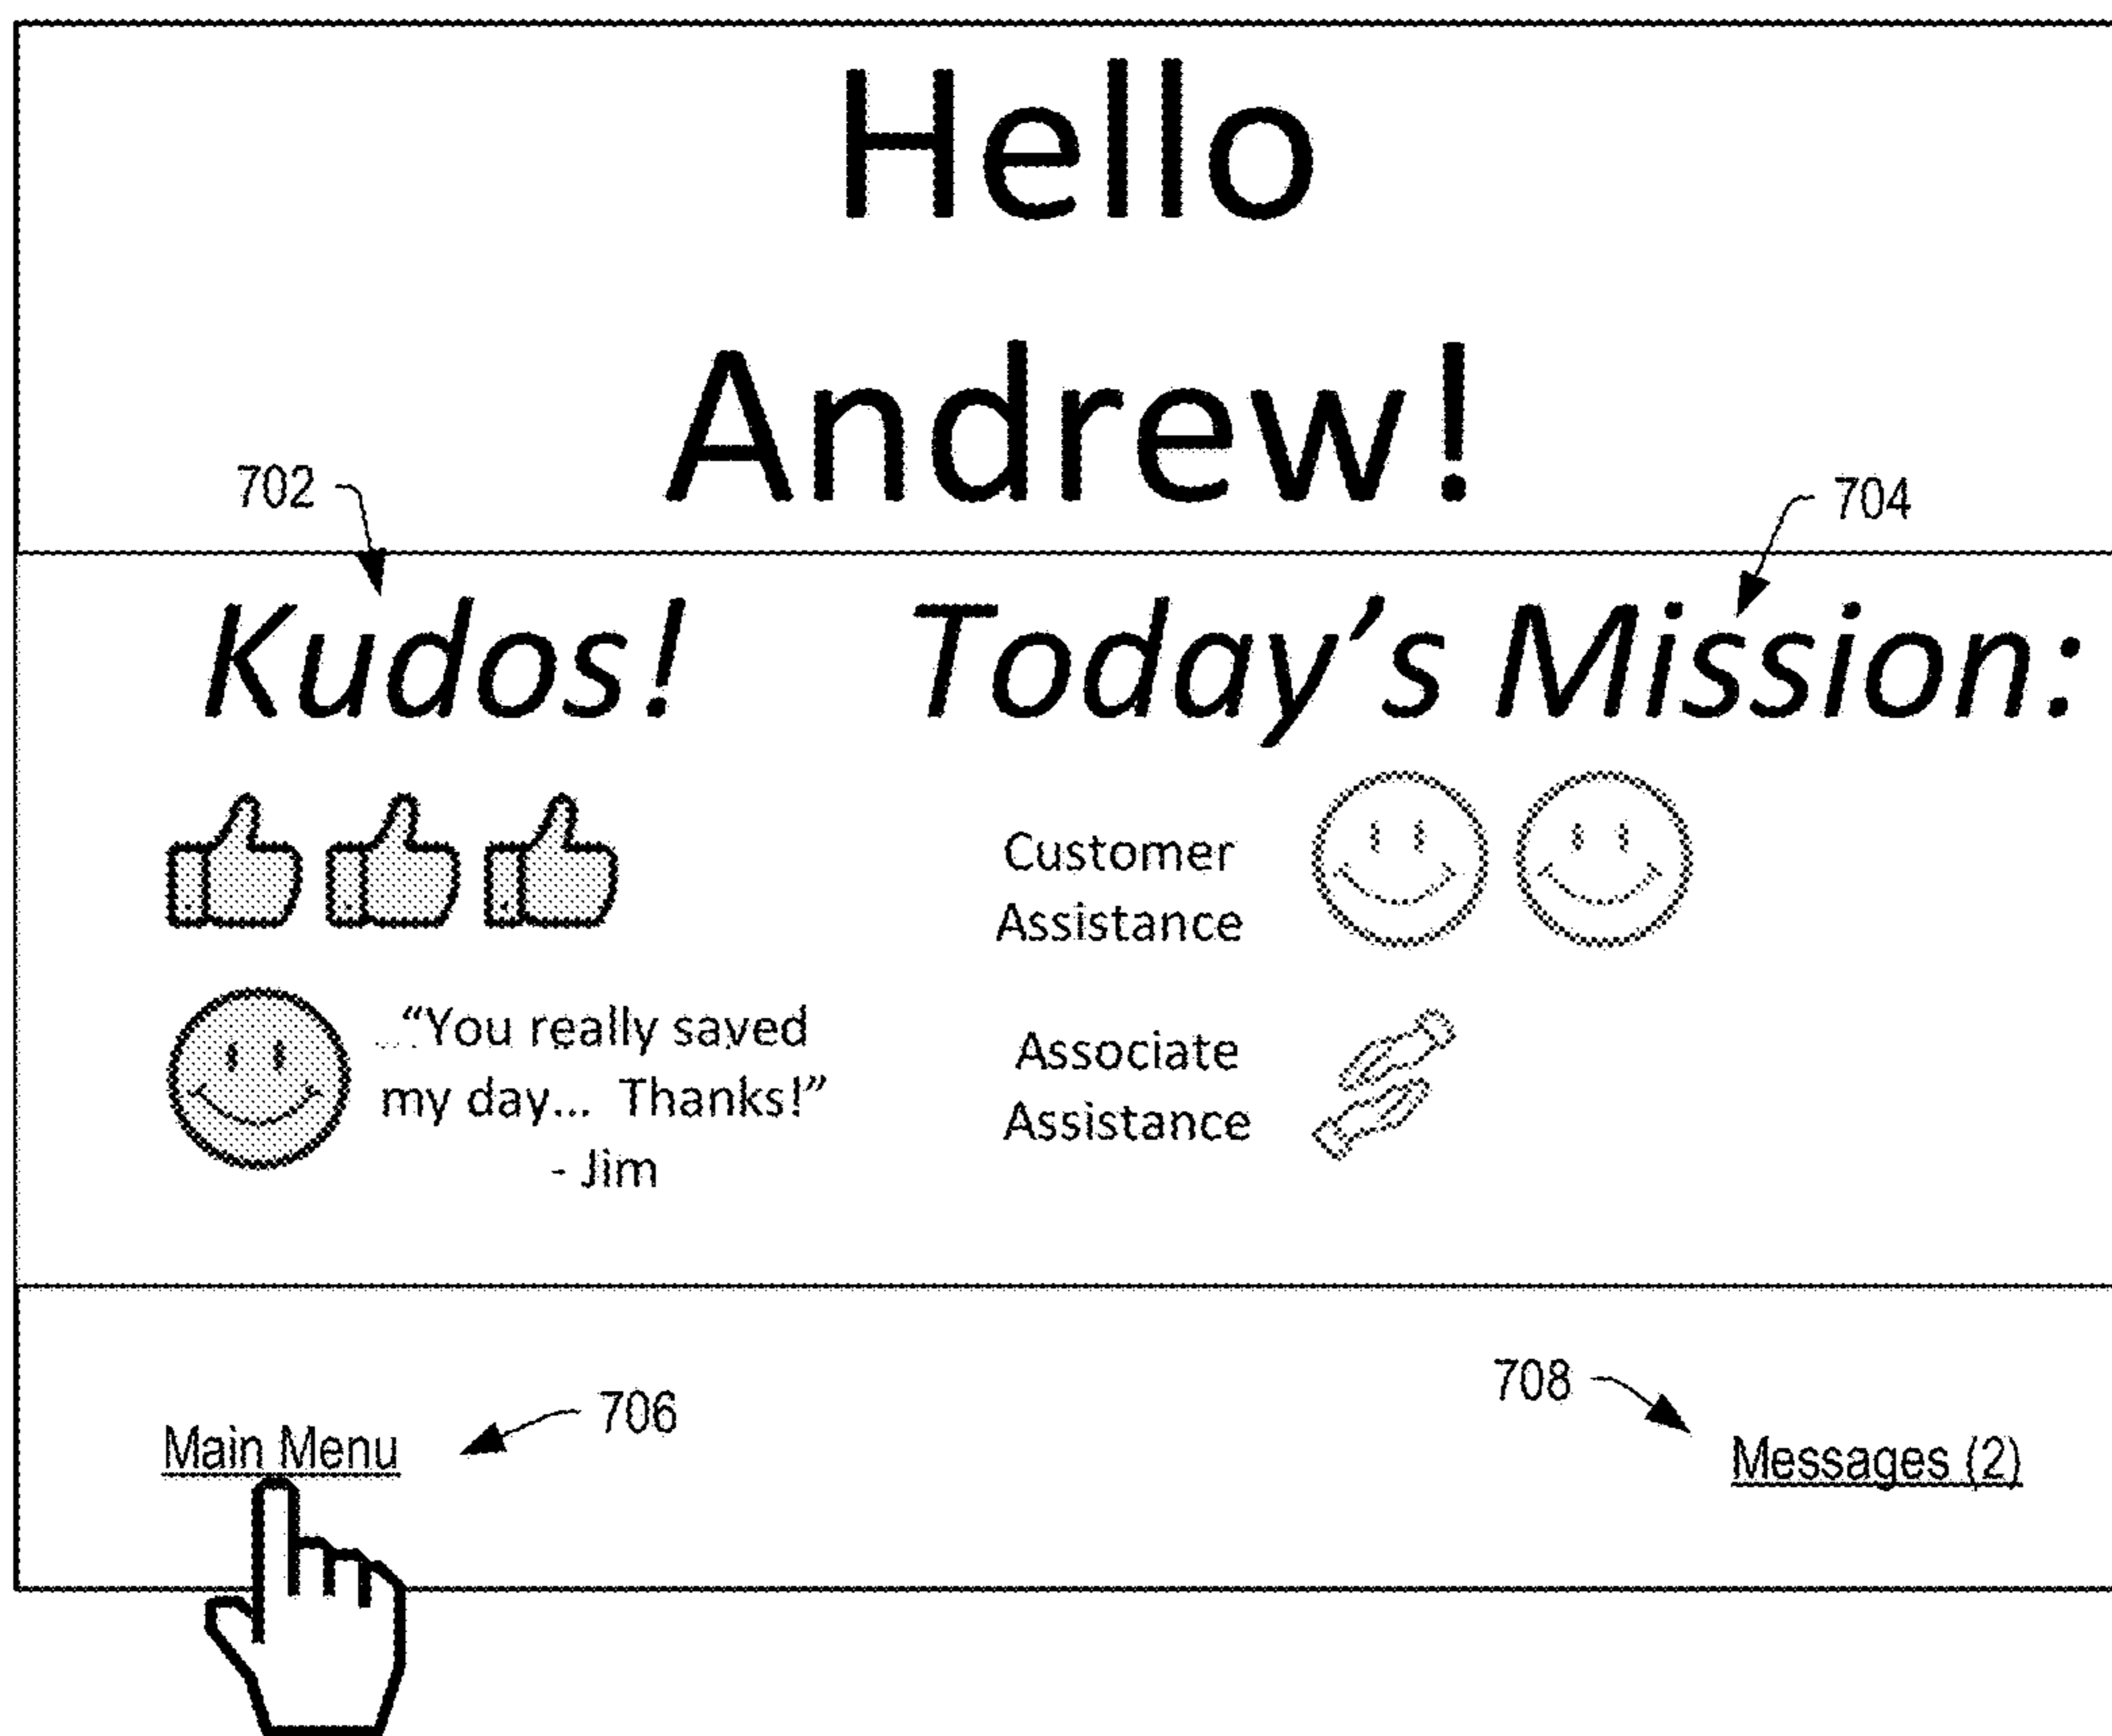 Hello
Andrew!
702
704
Kudos!
Today's Mission:
Customer
Assistance
"You really saved
my day... Thanks!"
- Jim
Associate
Assistance
706
708
Main Menu
Messages (2)